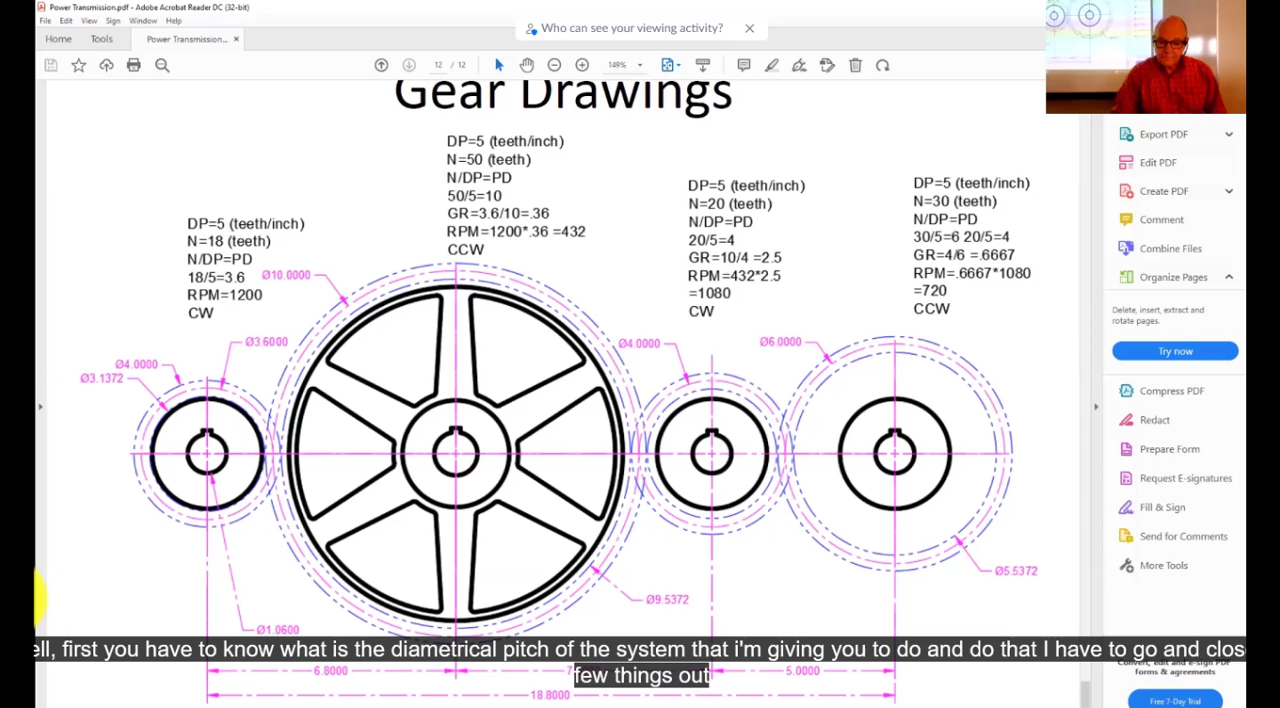 Power Transmission.pdf - Adobe Acrobat Reader DC (32-bit)
File Edit View Sign Window Help
Home Tools Power Transmission... ×
Who can see your viewing activity?
12 / 12
149%
Gear Drawings
DP=5 (teeth/inch)
N=18 (teeth)
N/DP=PD
18/5=3.6
RPM=1200
CW
DP=5 (teeth/inch)
N=50 (teeth)
N/DP=PD
50/5=10
GR=3.6/10=.36
RPM=1200*.36 =432
CCW
DP=5 (teeth/inch)
N=20 (teeth)
N/DP=PD
20/5=4
GR=10/4 =2.5
RPM=432*2.5
=1080
CW
DP=5 (teeth/inch)
N=30 (teeth)
N/DP=PD
30/5=6 20/5=4
GR=4/6 =.6667
RPM=.6667*1080
=720
CCW
Ø10.0000
Ø3.6000
Ø4.0000
Ø3.1372
Ø4.0000
Ø6.0000
Ø5.5372
Ø9.5372
Ø1.0600
6.8000
5.0000
18.8000
ell, first you have to know what is the diametrical pitch of the system that i'm giving you to do and do that I have to go and clos
few things out
Export PDF
Edit PDF
Create PDF
Comment
Combine Files
Organize Pages
Delete, insert, extract and
rotate pages.
Try now
Compress PDF
Redact
Prepare Form
Request E-signatures
Fill & Sign
Send for Comments
More Tools
forms & agreements
Free 7-Day Trial